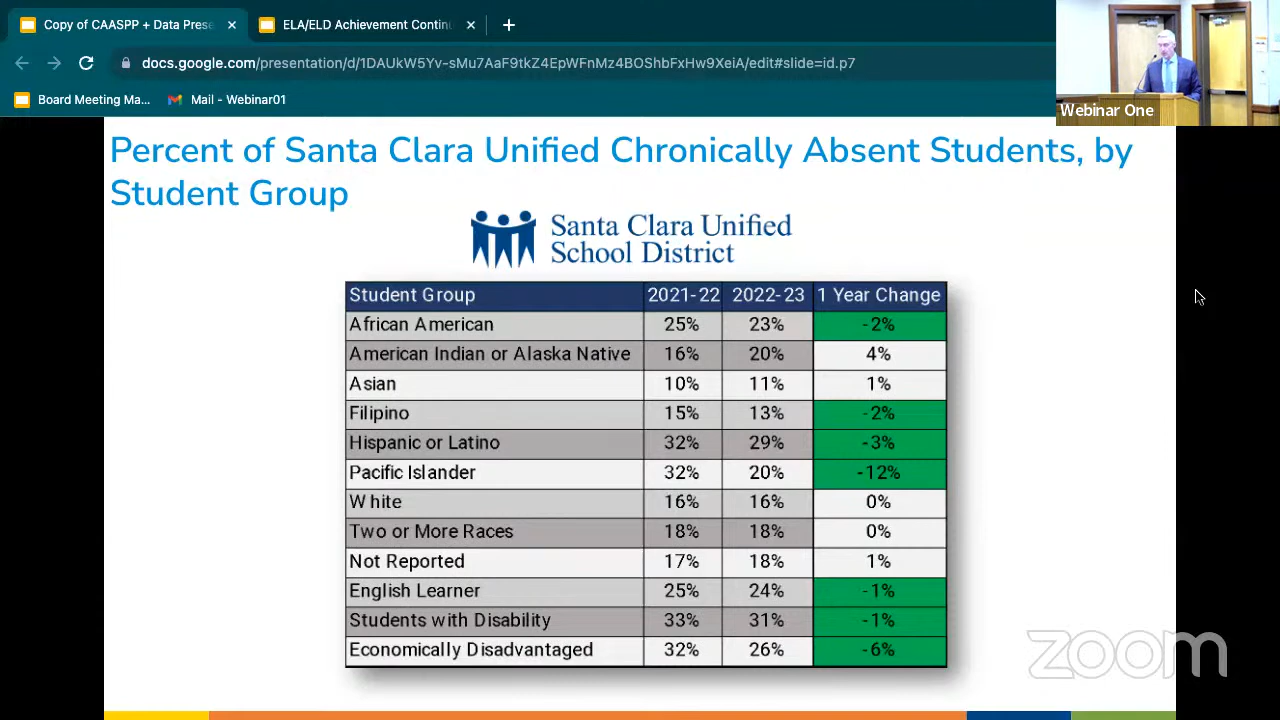 Copy of CAASPP + Data Prese
ELA/ELD Achievement Contin
docs.google.com/presentation/d/1DAUkW5Yv-sMu7AaF9tkZ4EpWFnMz4BOShbFxHw9XeiA/edit#slide=id.p7
Board Meeting Ma... Mail - Webinar01
Webinar One
Percent of Santa Clara Unified Chronically Absent Students, by
Student Group
Santa Clara Unified
School District
Student Group 2021-22 2022-23 1 Year Change
African American 25% 23% -2%
American Indian or Alaska Native 16% 20% 4%
Asian 10% 11% 1%
Filipino 15% 13% -2%
Hispanic or Latino 32% 29% -3%
Pacific Islander 32% 20% -12%
White 16% 16% 0%
Two or More Races 18% 18% 0%
Not Reported 17% 18% 1%
English Learner 25% 24% -1%
Students with Disability 33% 31% -1%
Economically Disadvantaged 32% 26% -6%
zoom